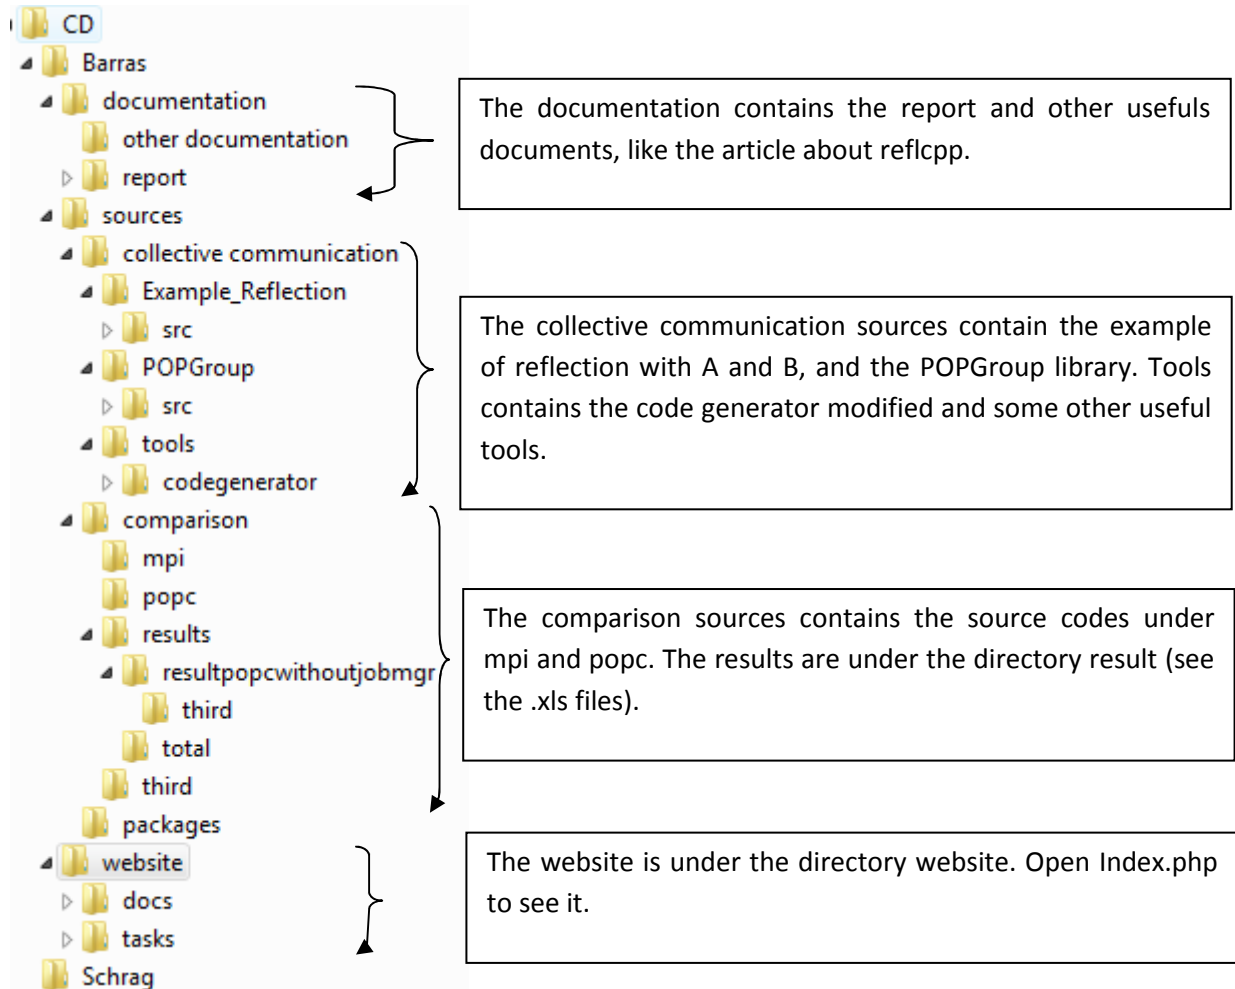 CD
Barras
documentation
other documentation
report
The documentation contains the report and other usefuls
documents, like the article about reflcpp.
sources
collective communication
Example_Reflection
src
POPGroup
src
tools
codegenerator
The collective communication sources contain the example
of reflection with A and B, and the POPGroup library. Tools
contains the code generator modified and some other useful
tools.
comparison
mpi
popc
results
resultpopcwithoutjobmgr
third
total
third
packages
The comparison sources contains the source codes under
mpi and popc. The results are under the directory result (see
the .xls files).
website
docs
tasks
The website is under the directory website. Open Index.php
to see it.
Schrag